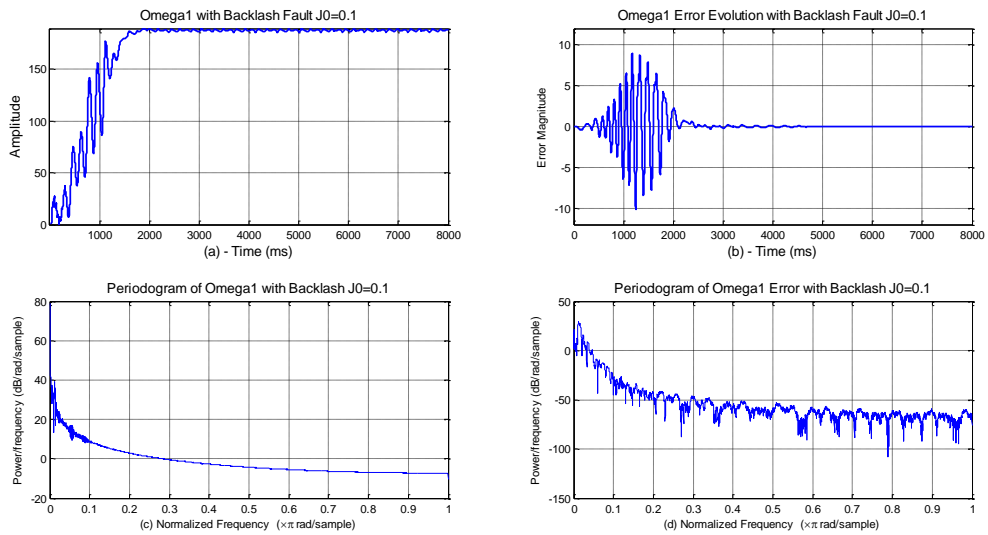 Omega1 with Backlash Fault J0=0.1
Amplitude
150
100
50
0
1000 2000 3000 4000 5000 6000 7000 8000
(a) - Time (ms)
Omega1 Error Evolution with Backlash Fault J0=0.1
Error Magnitude
10
5
0
-5
-10
0 1000 2000 3000 4000 5000 6000 7000 8000
(b) - Time (ms)
Periodogram of Omega1 with Backlash J0=0.1
Power/frequency (dB/rad/sample)
80
60
40
20
0
-20
0 0.1 0.2 0.3 0.4 0.5 0.6 0.7 0.8 0.9 1
(c) Normalized Frequency (×π rad/sample)
Periodogram of Omega1 Error with Backlash J0=0.1
Power/frequency (dB/rad/sample)
50
0
-50
-100
-150
0 0.1 0.2 0.3 0.4 0.5 0.6 0.7 0.8 0.9 1
(d) Normalized Frequency (×π rad/sample)